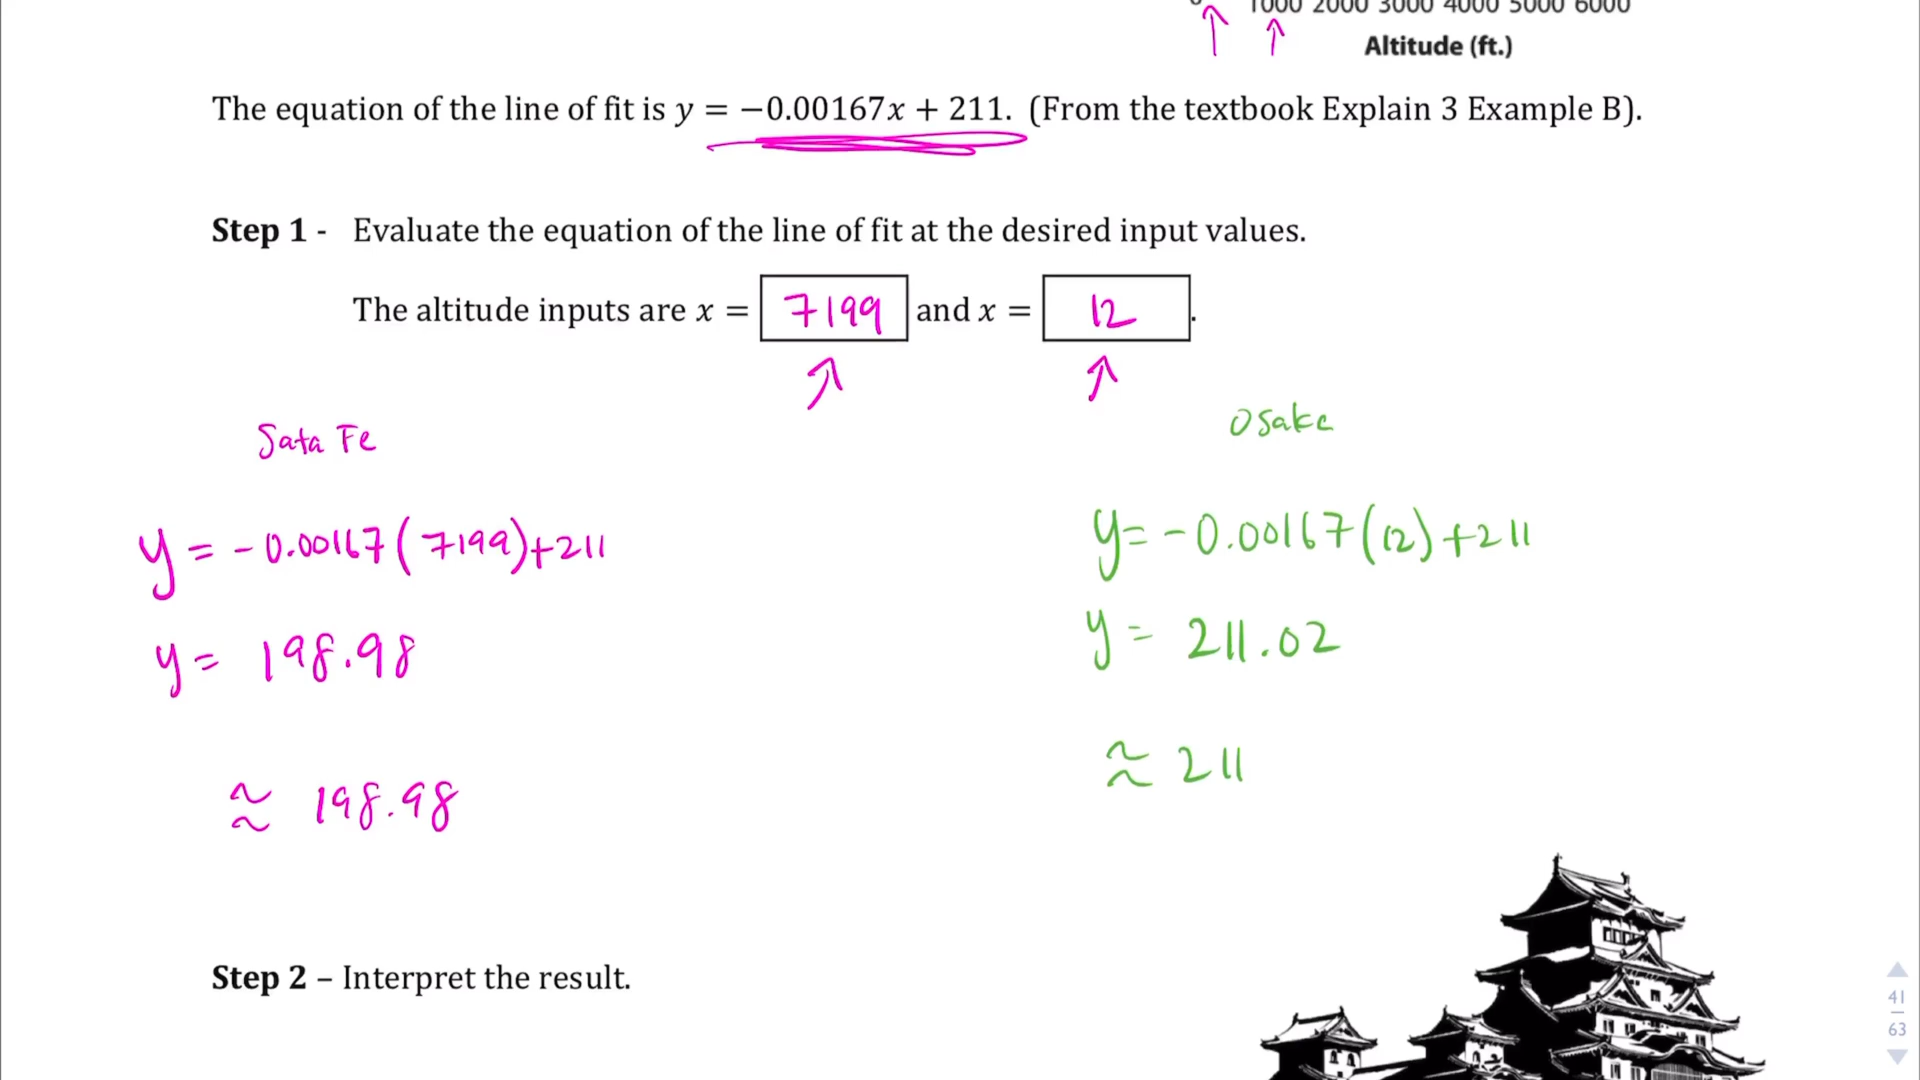 1000 2000 3000 4000 5000 6000
Altitude (ft.)
The equation of the line of fit is y = −0.00167x + 211. (From the textbook Explain 3 Example B).
Step 1 - Evaluate the equation of the line of fit at the desired input values.
The altitude inputs are x = 7199 and x = 12.
Sata Fe
Osake
y = -0.00167(7199)+211
y = -0.00167(12)+211
y = 198.98
y = 211.02
≈ 198.98
≈ 211
Step 2 – Interpret the result.
41
63